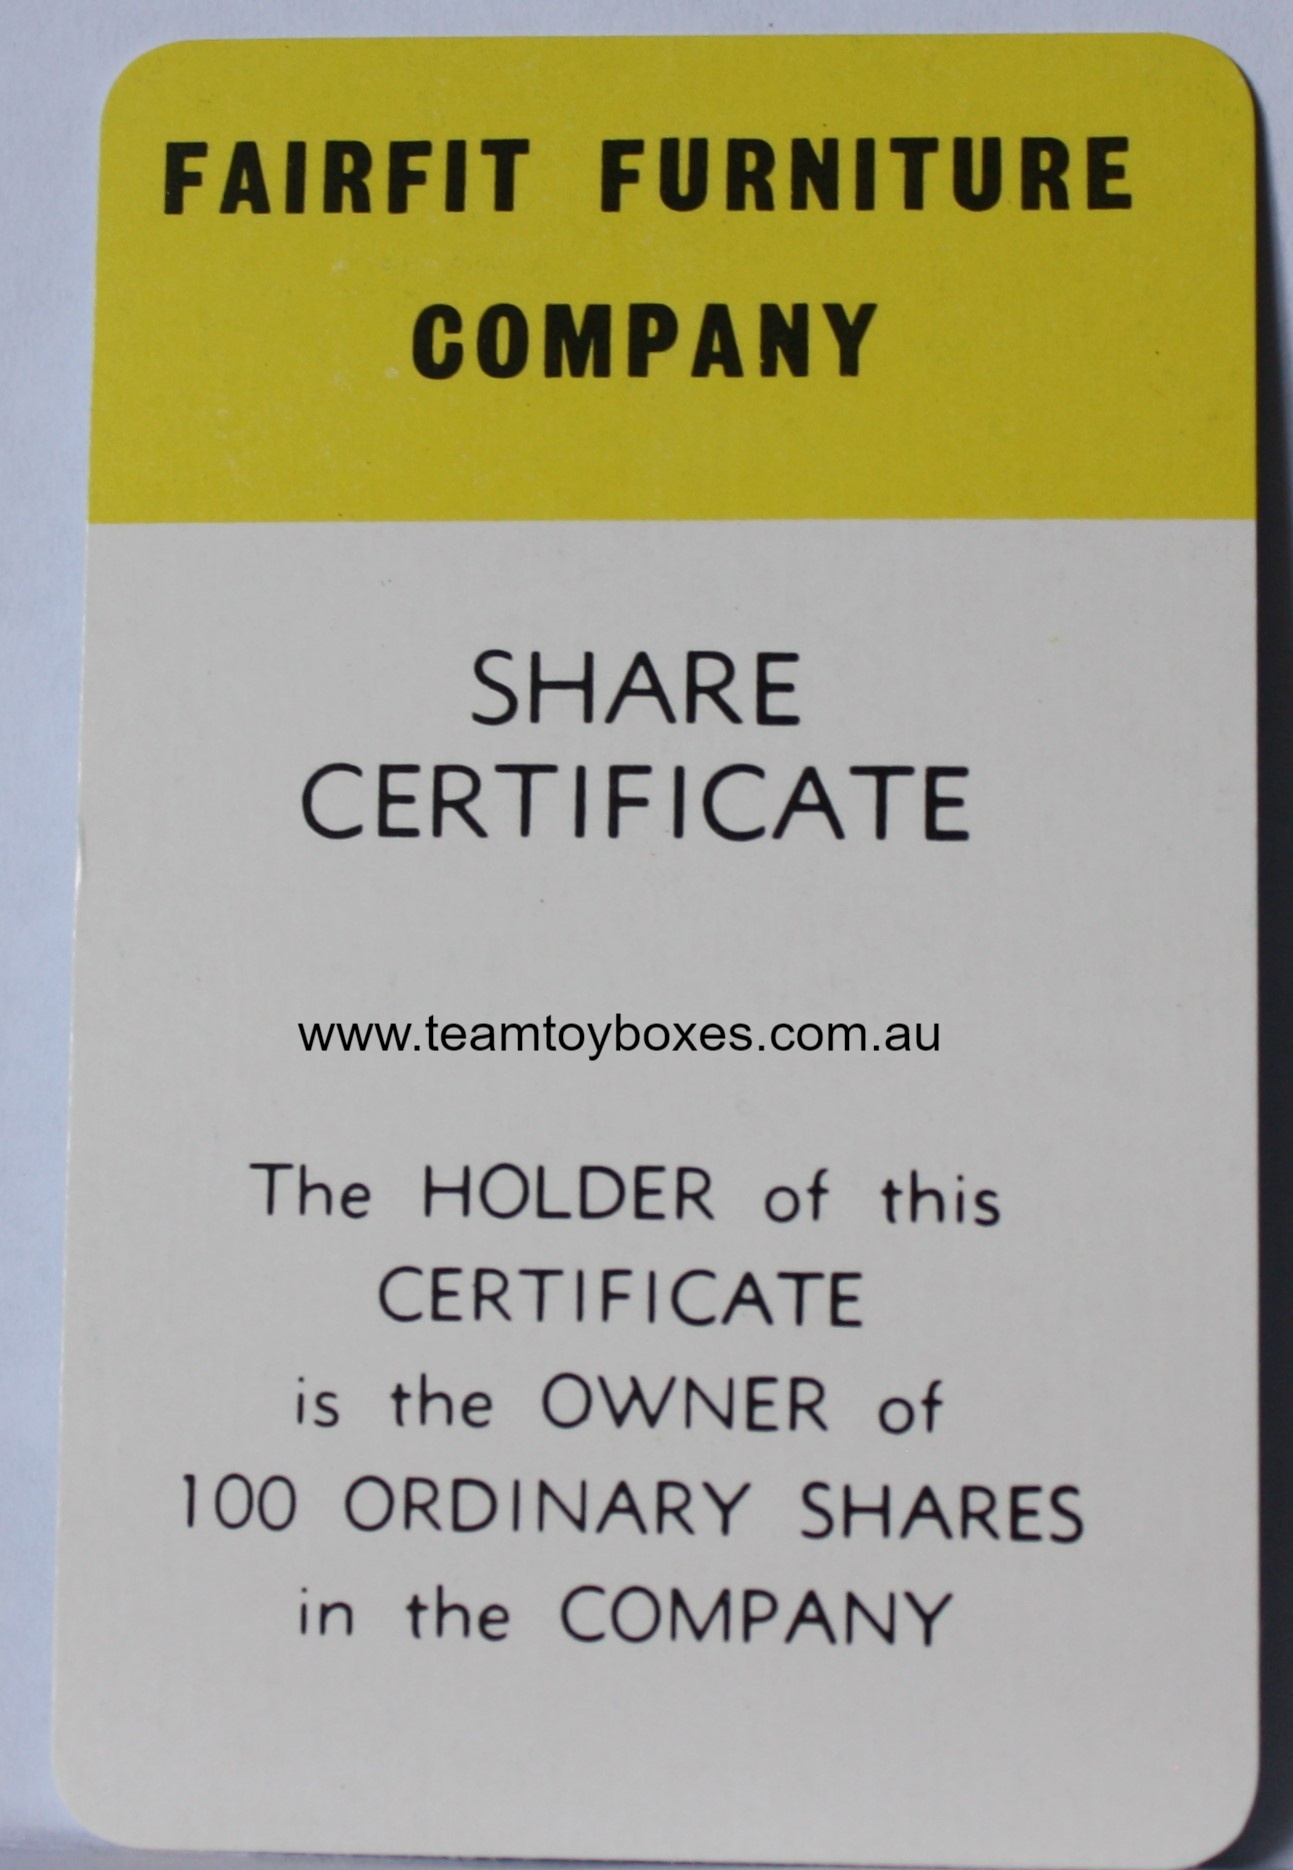 FAIRFIT FURNITURE
COMPANY
SHARE
CERTIFICATE
www.teamtoyboxes.com.au
The HOLDER of this
CERTIFICATE
is the OWNER of
100 ORDINARY SHARES
in the COMPANY